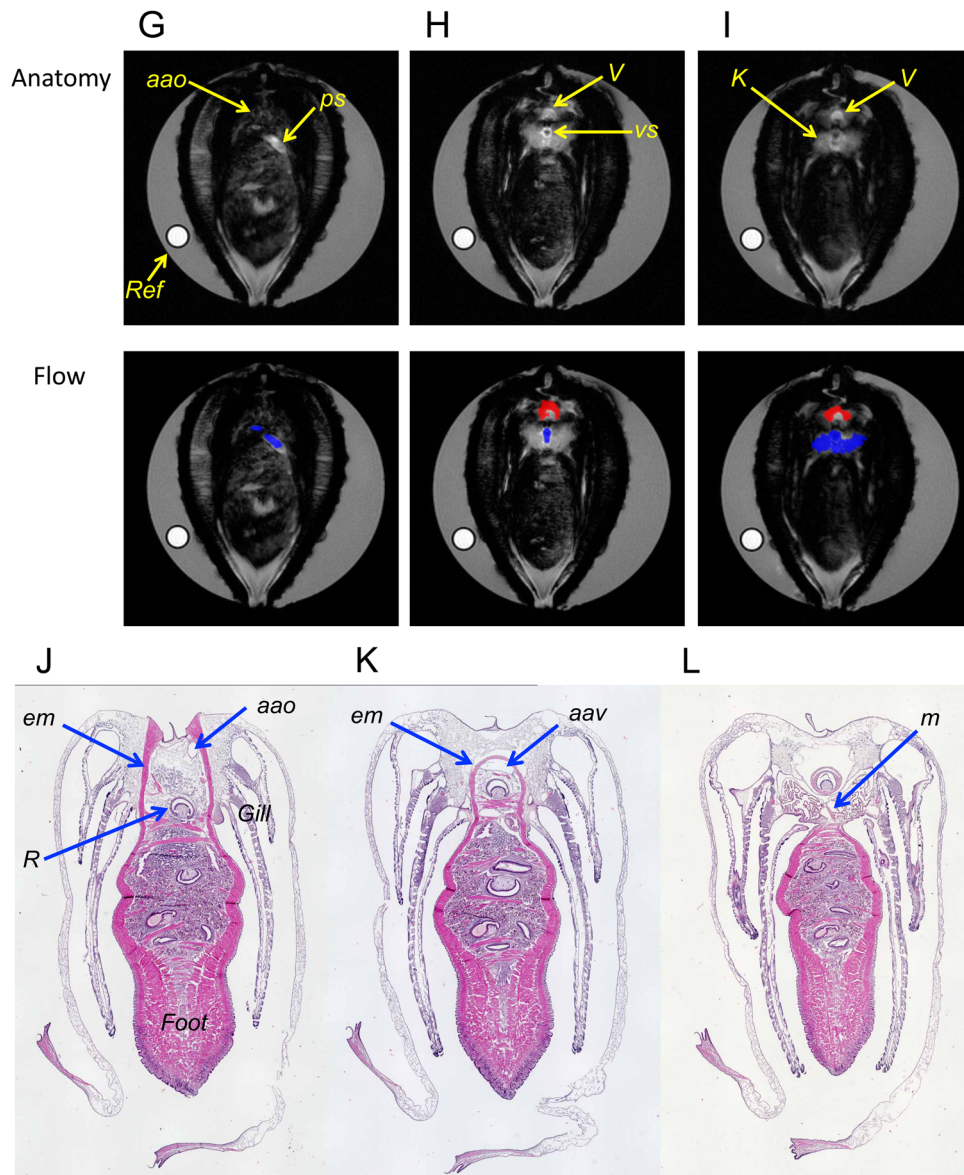 G H I
Anatomy
aao
ps
Ref
V
vs
K
V
Flow
J K L
em
aao
Gill
R
Foot
em
aav
m